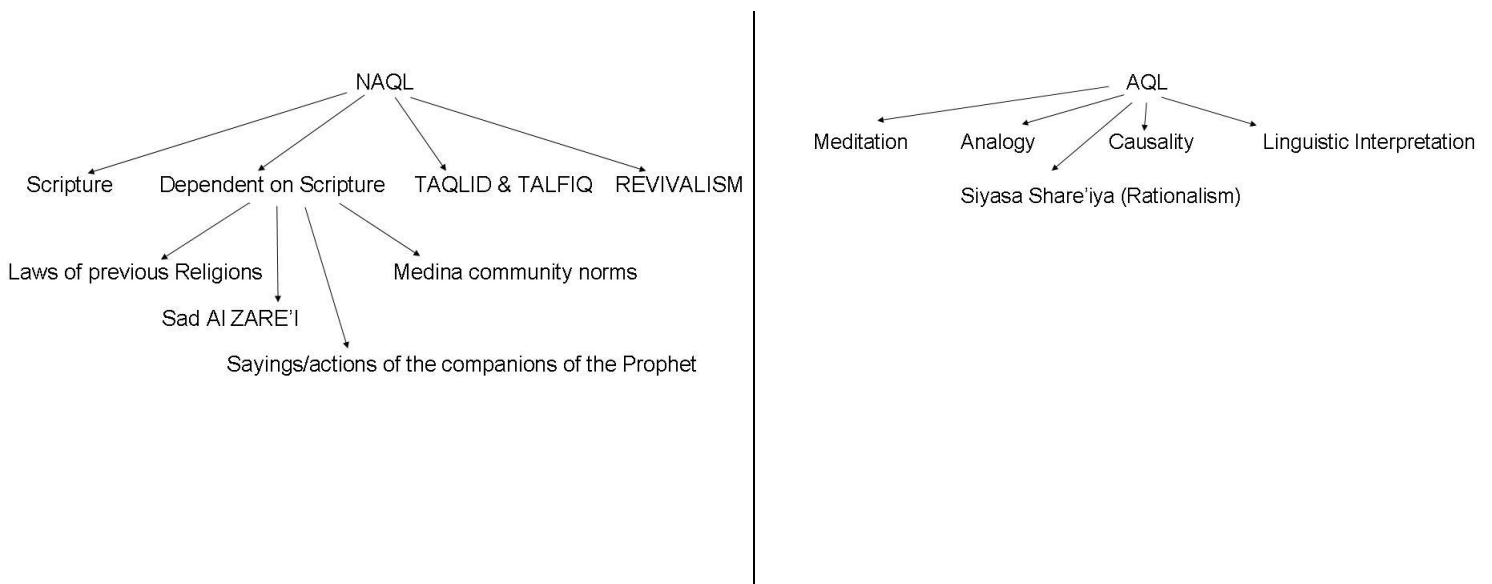 NAQL
Scripture
Dependent on Scripture
TAQLID & TALFIQ
REVIVALISM
Laws of previous Religions
Medina community norms
Sad Al ZARE'I
Sayings/actions of the companions of the Prophet
AQL
Meditation
Analogy
Causality
Linguistic Interpretation
Siyasa Share'iya (Rationalism)